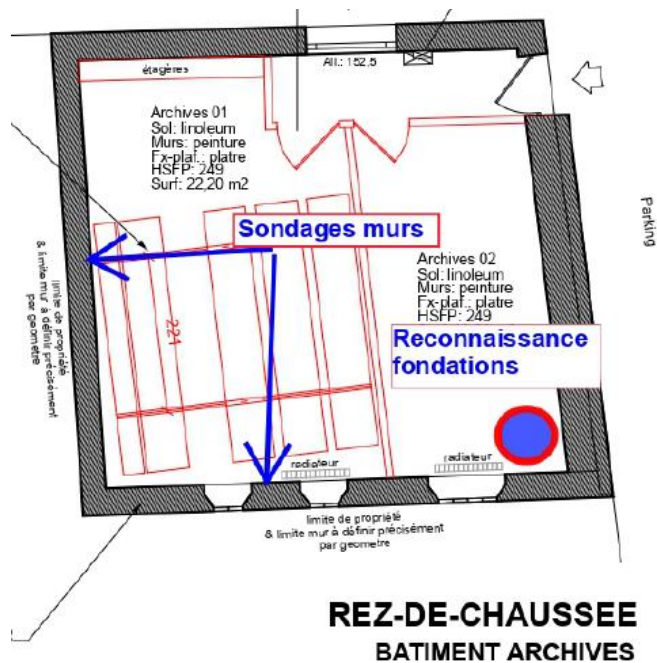 étagères
All.: 152,5
Archives 01
Sol: linoleum
Murs: peinture
Fx-plaf.: platre
HSFP: 249
Surf: 22,20 m2
Parking
Sondages murs
Archives 02
Sol: linoleum
Murs: peinture
Fx-plaf.: platre
HSFP: 249
limite de propriété
& limite mur à définir précisément
par geometre
221
Reconnaissance
fondations
radiateur
radiateur
limite de propriété
& limite mur à définir précisément
par geometre
REZ-DE-CHAUSSEE
BATIMENT ARCHIVES